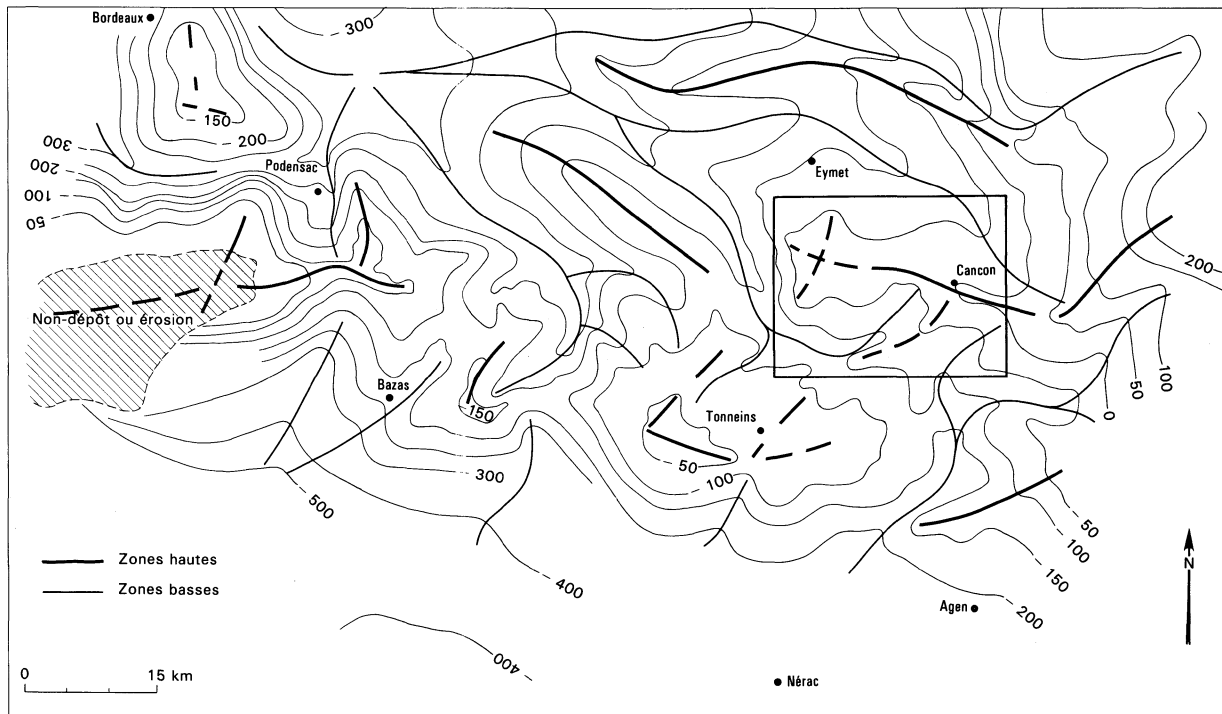 Bordeaux
- 300
- 150
- 200
300
200
100
50
Podensac
Eymet
Cancon
200
Non-dépôt ou érosion
Bazas
150
Tonneins
100
50
0
- 50
- 100
- 300
- 500
- 50
- 100
- 150
- 400
- 200
Zones hautes
Zones basses
N
Agen
400
0 15 km
Nérac